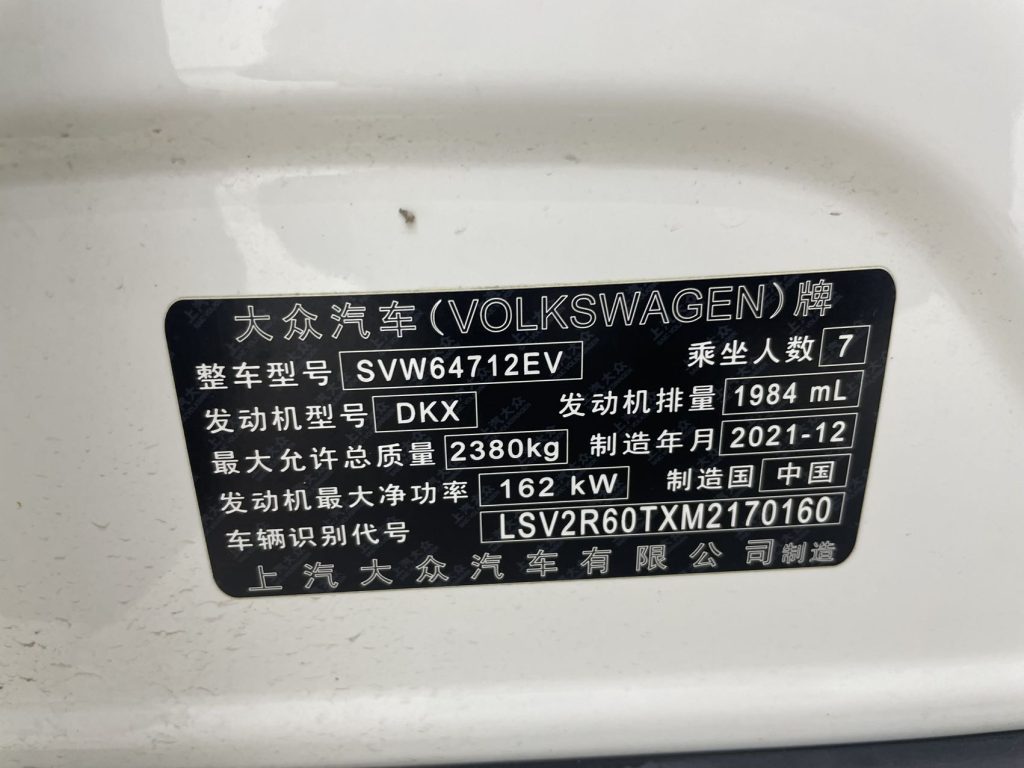 大众汽车(VOLKSWAGEN)牌
整车型号 SVW64712EV 乘坐人数 7
发动机型号 DKX 发动机排量 1984 mL
最大允许总质量 2380kg 制造年月 2021-12
发动机最大净功率 162 kW 制造国 中国
车辆识别代号 LSV2R60TXM2170160
上汽大众汽车有限公司制造